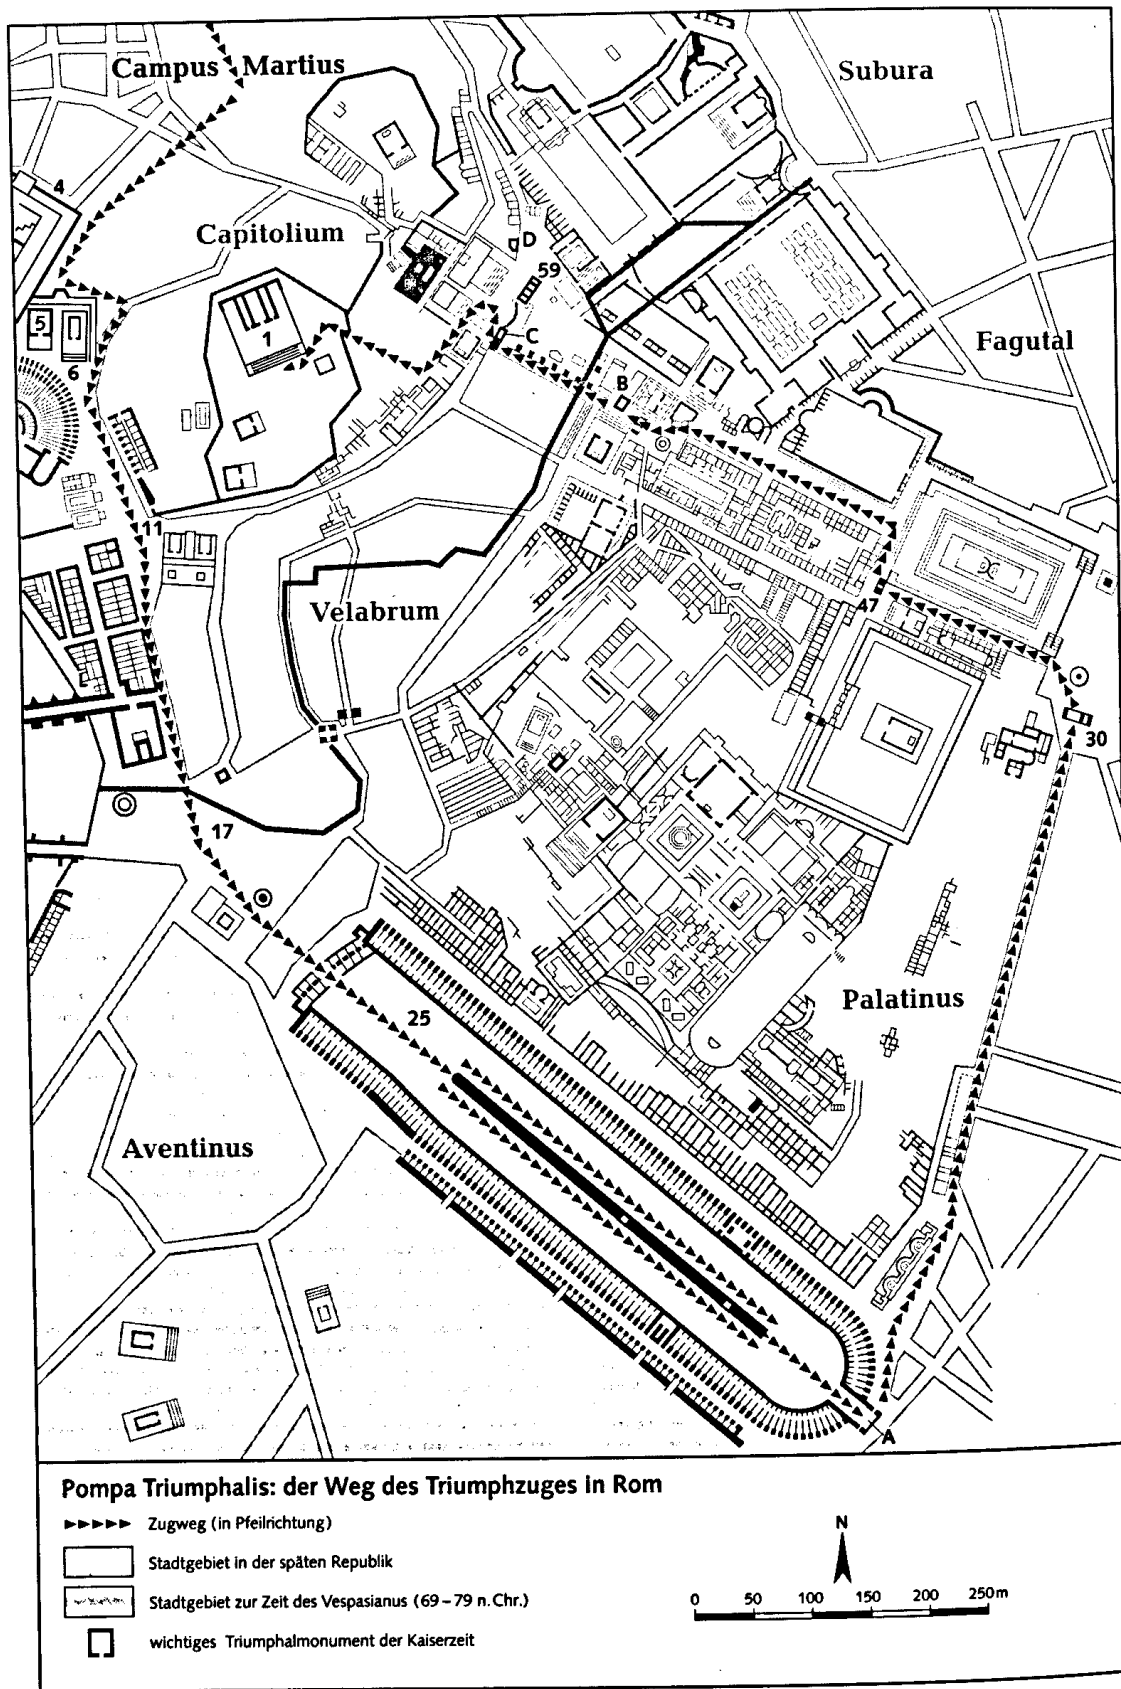 Campus Martius
Subura
4
Capitolium
D
59
5
1
C
Fagutal
6
B
11
47
Velabrum
30
17
Palatinus
25
Aventinus
A
Pompa Triumphalis: der Weg des Triumphzuges in Rom
Zugweg (in Pfeilrichtung)
N
Stadtgebiet in der späten Republik
Stadtgebiet zur Zeit des Vespasianus (69 – 79 n. Chr.)
0 50 100 150 200 250 m
wichtiges Triumphalmonument der Kaiserzeit